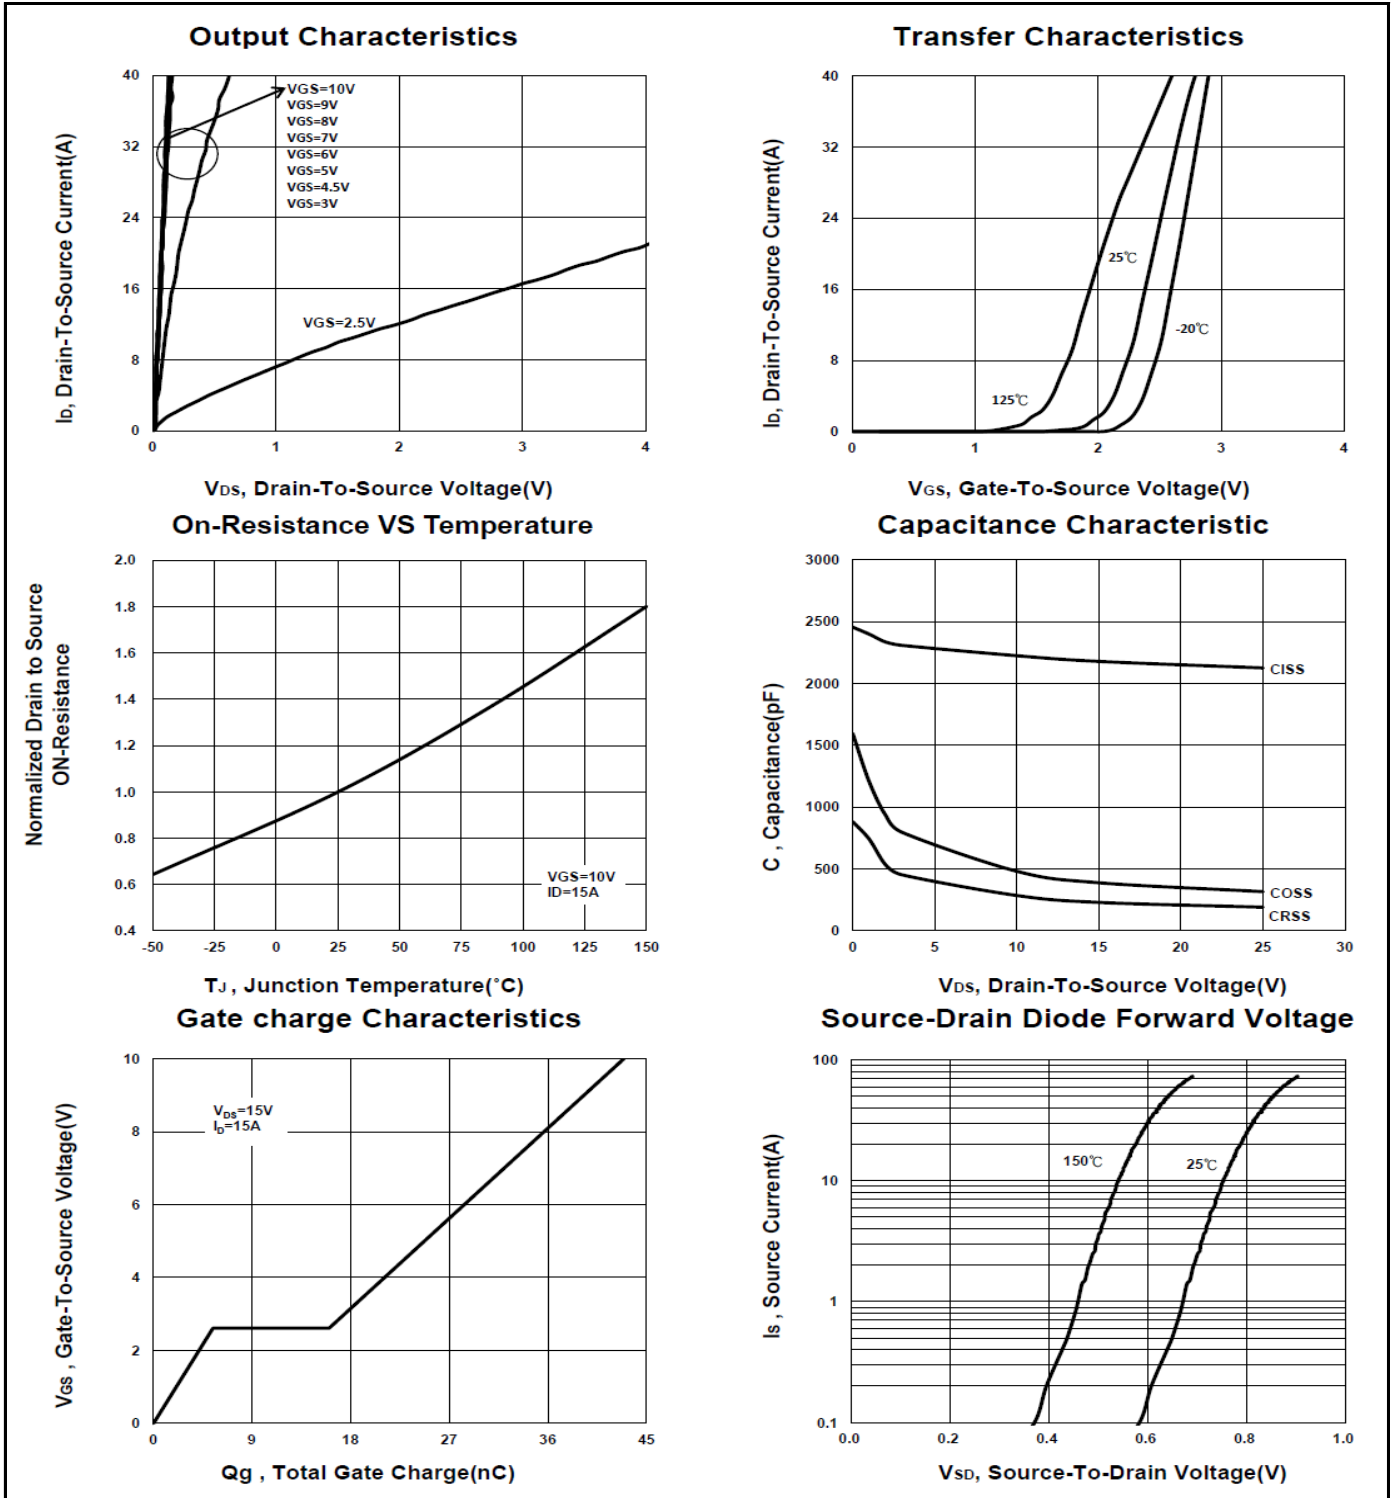 Output Characteristics
ID, Drain-To-Source Current(A)
40
32
24
16
8
0
VGS=10V
VGS=9V
VGS=8V
VGS=7V
VGS=6V
VGS=5V
VGS=4.5V
VGS=3V
VGS=2.5V
0 1 2 3 4
VDS, Drain-To-Source Voltage(V)
Transfer Characteristics
ID, Drain-To-Source Current(A)
40
32
24
16
8
0
25℃
-20℃
125℃
0 1 2 3 4
VGS, Gate-To-Source Voltage(V)
On-Resistance VS Temperature
Normalized Drain to Source
ON-Resistance
2.0
1.8
1.6
1.4
1.2
1.0
0.8
0.6
0.4
VGS=10V
ID=15A
-50 -25 0 25 50 75 100 125 150
TJ , Junction Temperature(˚C)
Capacitance Characteristic
C , Capacitance(pF)
3000
2500
2000
1500
1000
500
0
CISS
COSS
CRSS
0 5 10 15 20 25 30
VDS, Drain-To-Source Voltage(V)
Gate charge Characteristics
VGS , Gate-To-Source Voltage(V)
10
8
6
4
2
0
VDS=15V
ID=15A
0 9 18 27 36 45
Qg , Total Gate Charge(nC)
Source-Drain Diode Forward Voltage
IS , Source Current(A)
100
10
1
0.1
150℃
25℃
0.0 0.2 0.4 0.6 0.8 1.0
VSD, Source-To-Drain Voltage(V)